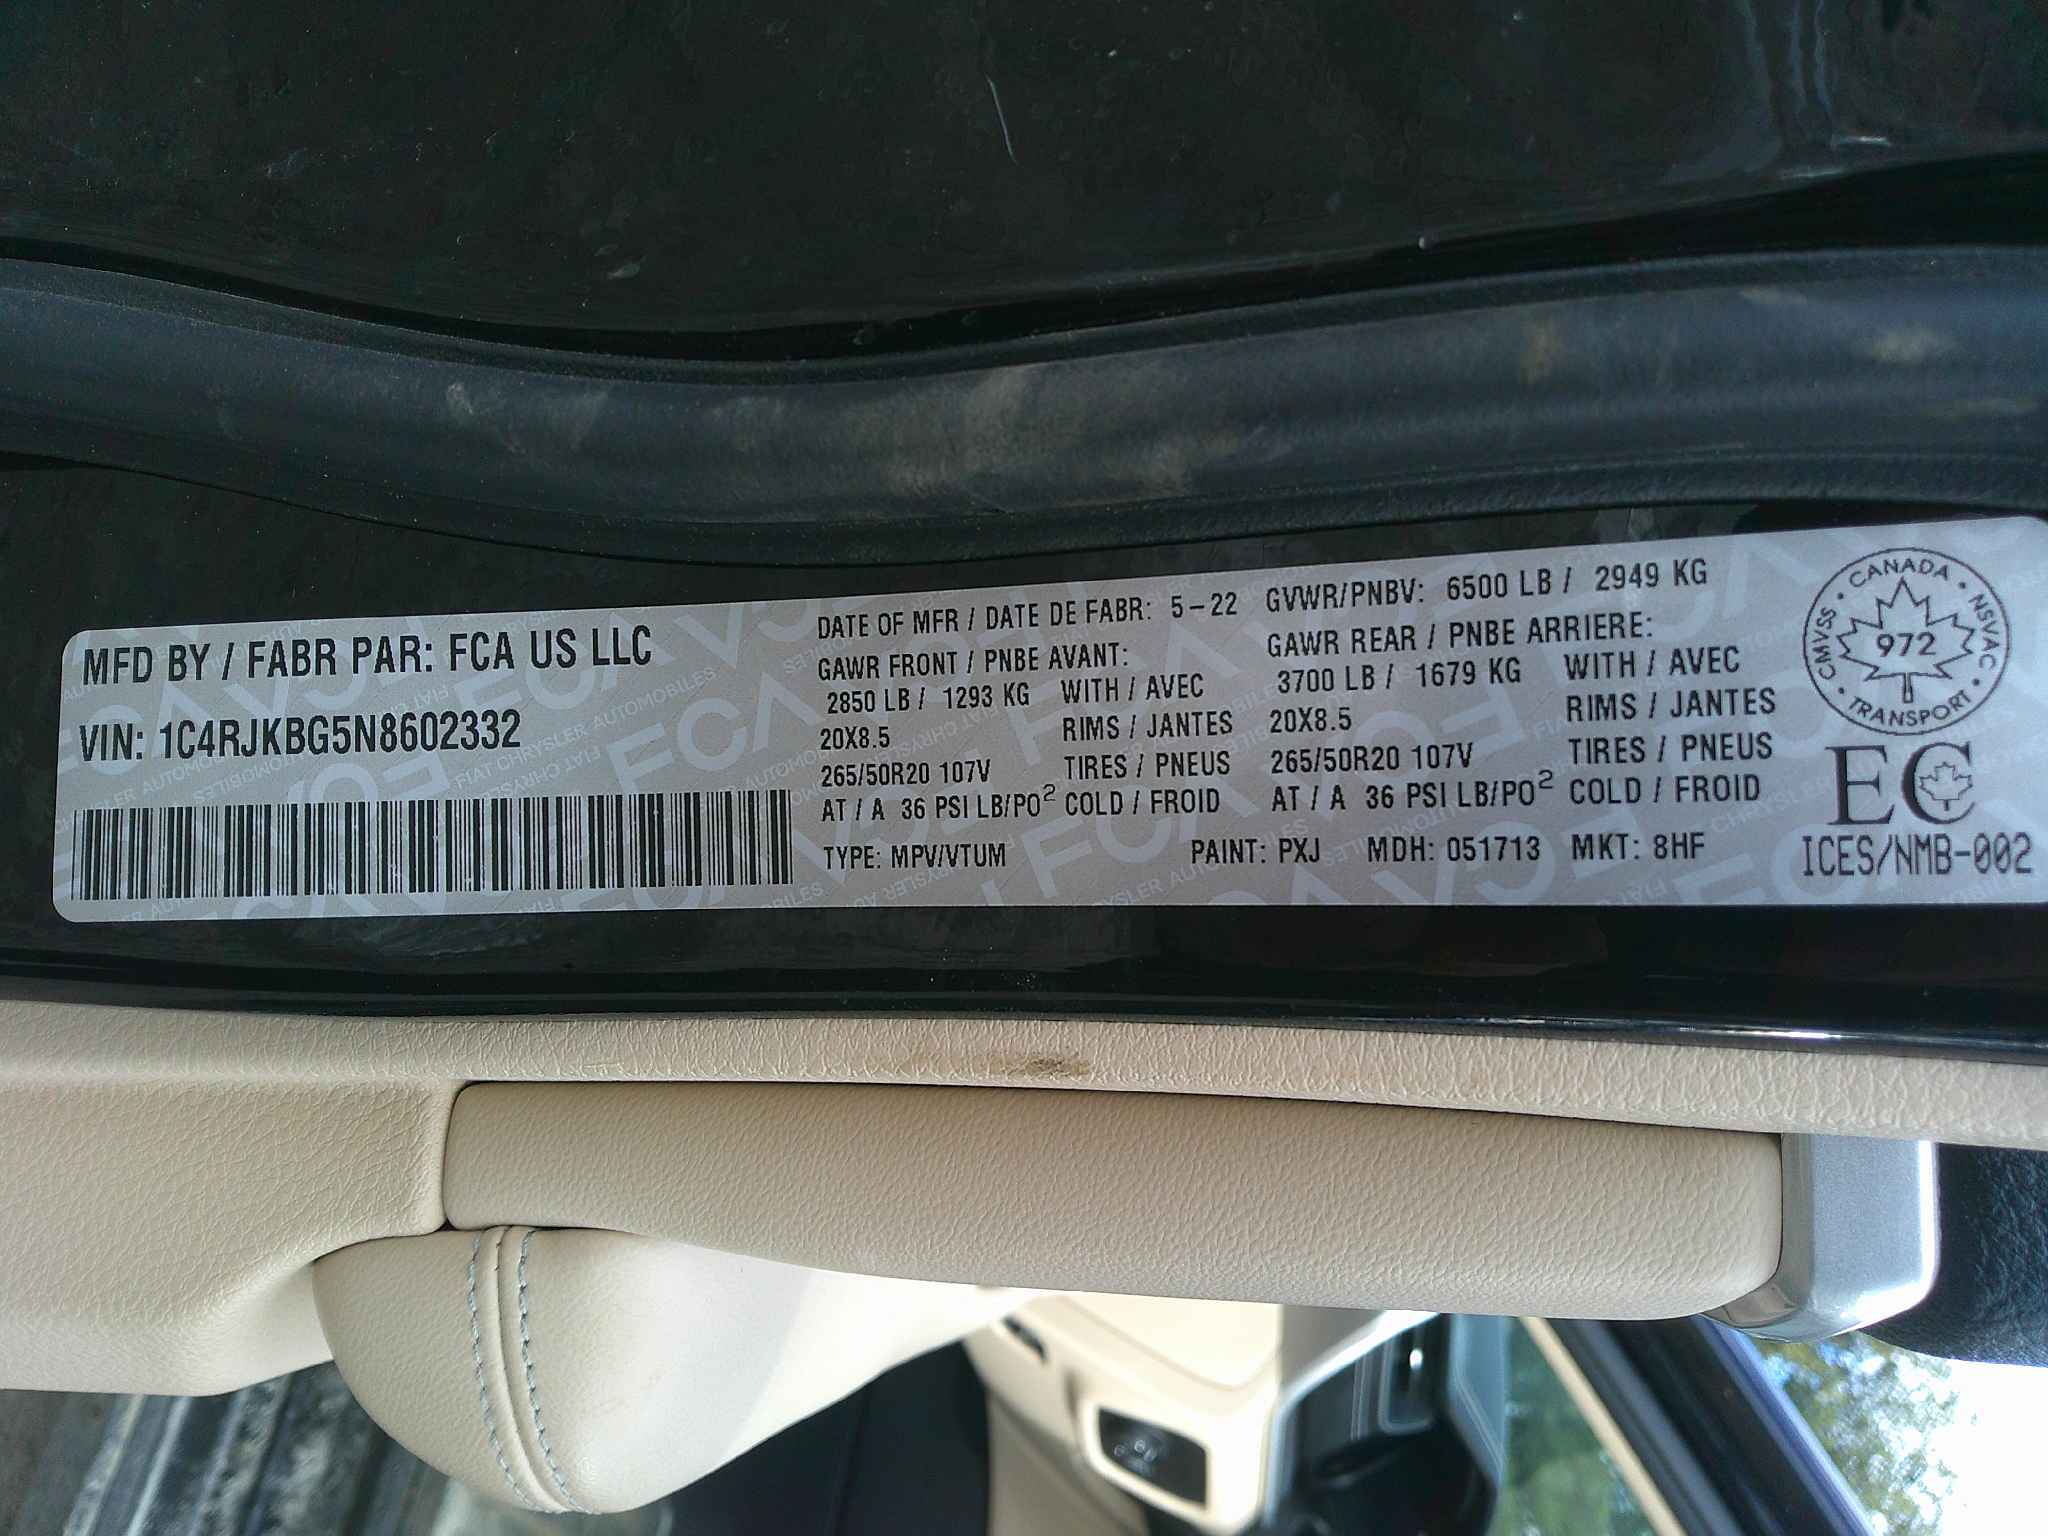 MFD BY / FABR PAR: FCA US LLC
VIN: 1C4RJKBG5N8602332
DATE OF MFR / DATE DE FABR: 5-22
GAWR FRONT / PNBE AVANT:
2850 LB / 1293 KG WITH / AVEC
20X8.5 RIMS / JANTES
265/50R20 107V TIRES / PNEUS
AT / A 36 PSI LB/PO² COLD / FROID
GVWR/PNBV: 6500 LB / 2949 KG
GAWR REAR / PNBE ARRIERE:
3700 LB / 1679 KG WITH / AVEC
20X8.5 RIMS / JANTES
265/50R20 107V TIRES / PNEUS
AT / A 36 PSI LB/PO² COLD / FROID
TYPE: MPV/VTUM PAINT: PXJ MDH: 051713 MKT: 8HF
CANADA · NSVAC · TRANSPORT · CMVSS ·
972
EC
ICES/NMB-002
FCA
FIAT CHRYSLER AUTOMOBILES